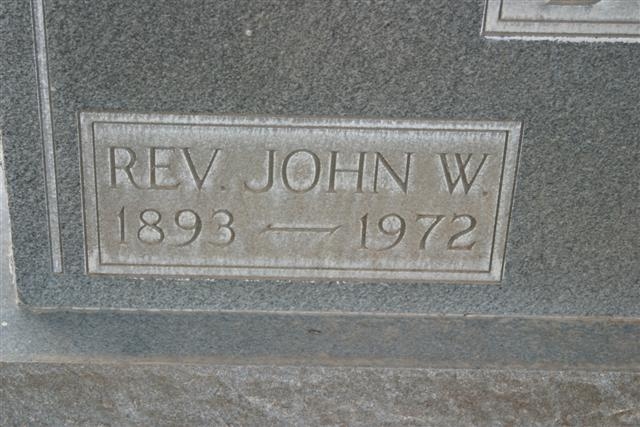 REV. JOHN W.
1893 — 1972